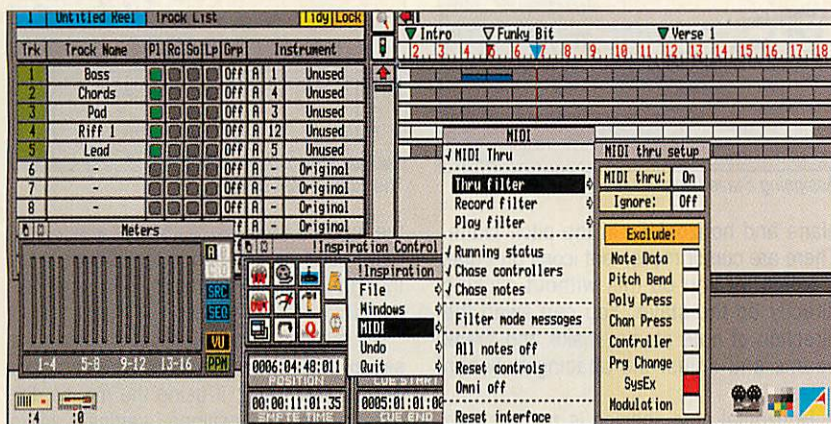 1 Untitled Reel Track List Tidy Lock
Trk Track Name Pl Rc So Lp Grp Instrument
1 Bass Off A 1 Unused
2 Chords Off A 4 Unused
3 Pad Off A 3 Unused
4 Riff 1 Off A 12 Unused
5 Lead Off A 5 Unused
6 - Off A - Original
7 - Off A - Original
8 - Off A - Original
Intro Funky Bit Verse 1
2 3 4 5 6 7 8 9 10 11 12 13 14 15 16 17 18
Meters
A B
C D
SRC
SEQ
VU
PPM
1-4 5-8 9-12 13-16
!Inspiration Control
0006:04:48:011
POSITION
CUE START
00:00:11:01:35
SMPTE TIME
0005:01:01:00
CUE END
!Inspiration
File
Windows
MIDI
Undo
Quit
MIDI
√ MIDI Thru
Thru filter
Record filter
Play filter
√ Running status
√ Chase controllers
√ Chase notes
Filter mode messages
All notes off
Reset controls
Omni off
Reset interface
MIDI thru setup
MIDI thru: On
Ignore: Off
Exclude:
Note Data
Pitch Bend
Poly Press
Chan Press
Controller
Prg Change
SysEx
Modulation
:4
:0